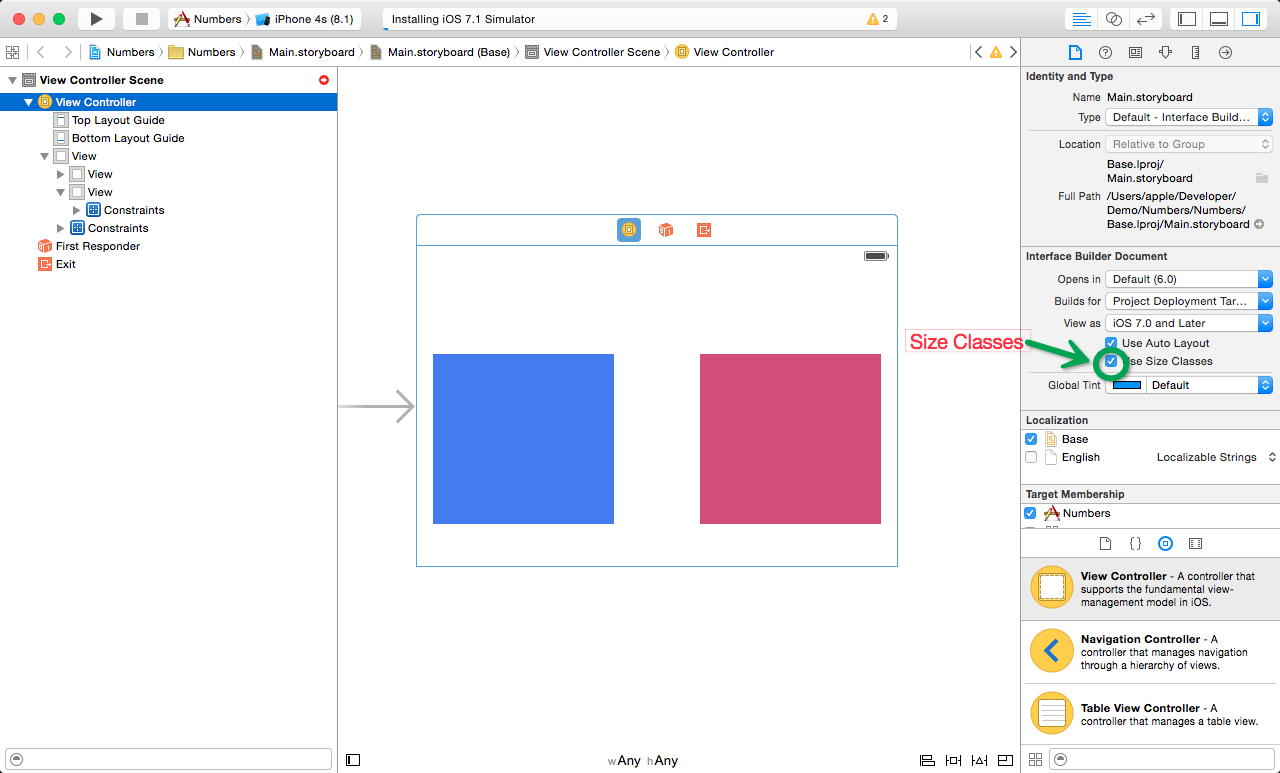 Numbers
iPhone 4s (8.1)
Installing iOS 7.1 Simulator
2
Numbers
Numbers
Main.storyboard
Main.storyboard (Base)
View Controller Scene
View Controller
View Controller Scene
View Controller
Top Layout Guide
Bottom Layout Guide
View
View
View
Constraints
Constraints
First Responder
Exit
Size Classes
wAny hAny
Identity and Type
Name Main.storyboard
Type Default - Interface Build...
Location Relative to Group
Base.lproj/
Main.storyboard
Full Path /Users/apple/Developer/
Demo/Numbers/Numbers/
Base.lproj/Main.storyboard
Interface Builder Document
Opens in Default (6.0)
Builds for Project Deployment Tar...
View as iOS 7.0 and Later
Use Auto Layout
Use Size Classes
Global Tint Default
Localization
Base
English Localizable Strings
Target Membership
Numbers
View Controller - A controller that
supports the fundamental view-
management model in iOS.
Navigation Controller - A
controller that manages navigation
through a hierarchy of views.
Table View Controller - A
controller that manages a table view.